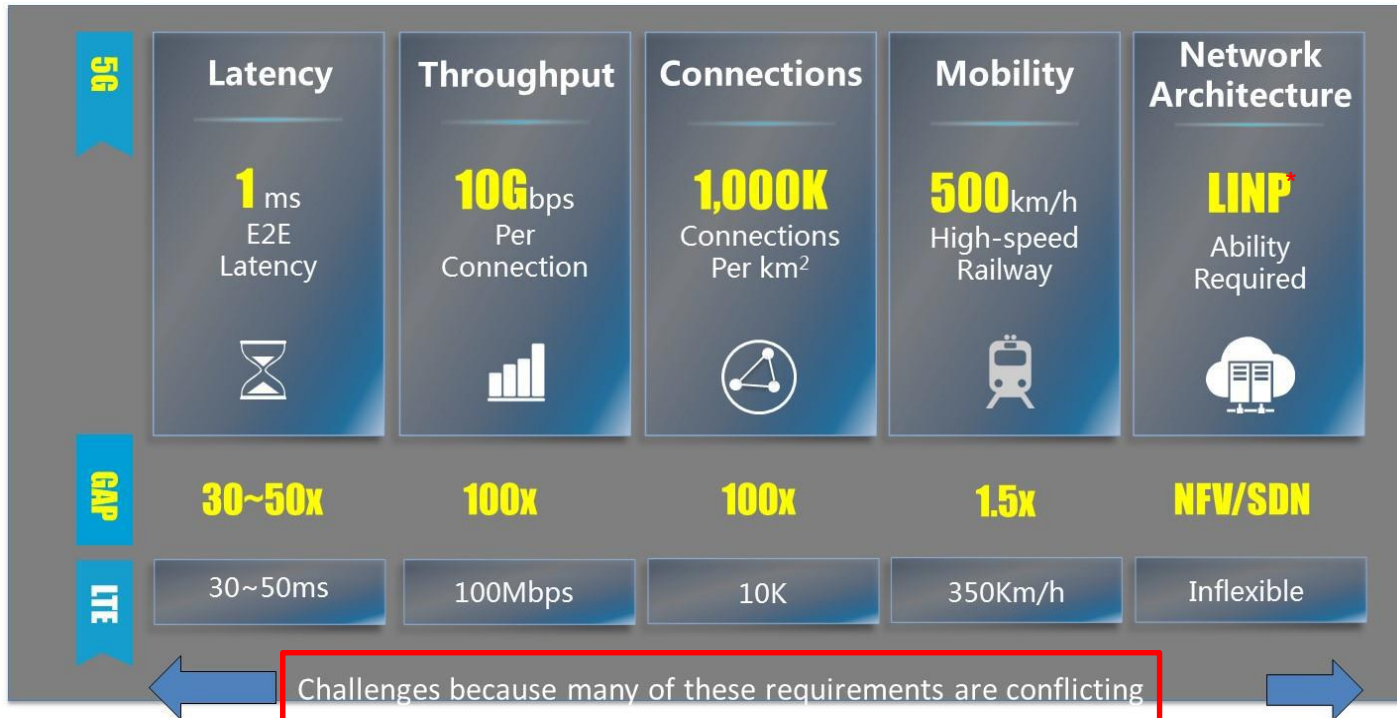 5G
Latency
1 ms
E2E
Latency
Throughput
10Gbps
Per
Connection
Connections
1,000K
Connections
Per km²
Mobility
500km/h
High-speed
Railway
Network
Architecture
LINP*
Ability
Required
GAP
30~50x
100x
100x
1.5x
NFV/SDN
LTE
30~50ms
100Mbps
10K
350Km/h
Inflexible
Challenges because many of these requirements are conflicting